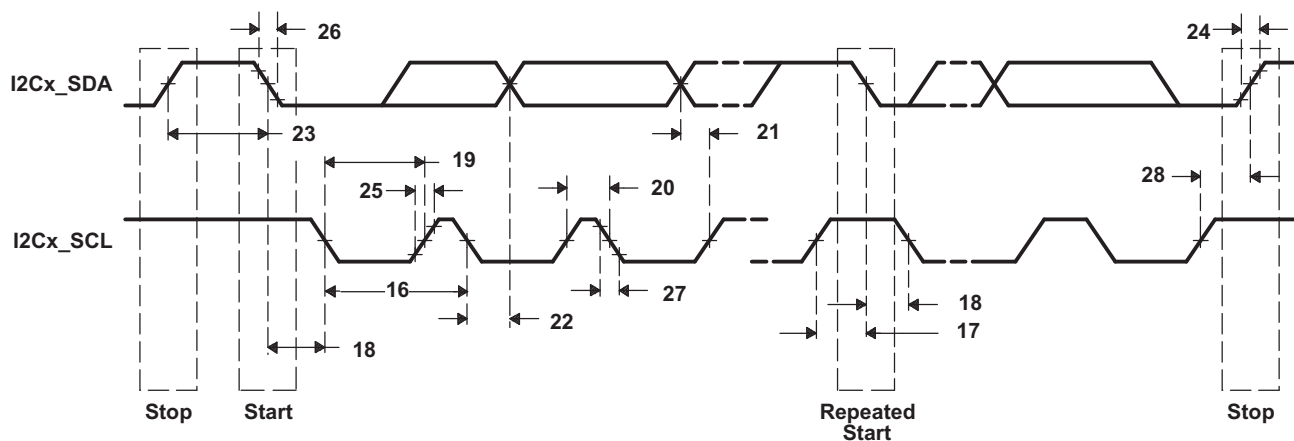 26
24
I2Cx_SDA
23
21
19
25
20
28
I2Cx_SCL
16
27
22
18
18
17
Stop
Start
Repeated
Start
Stop